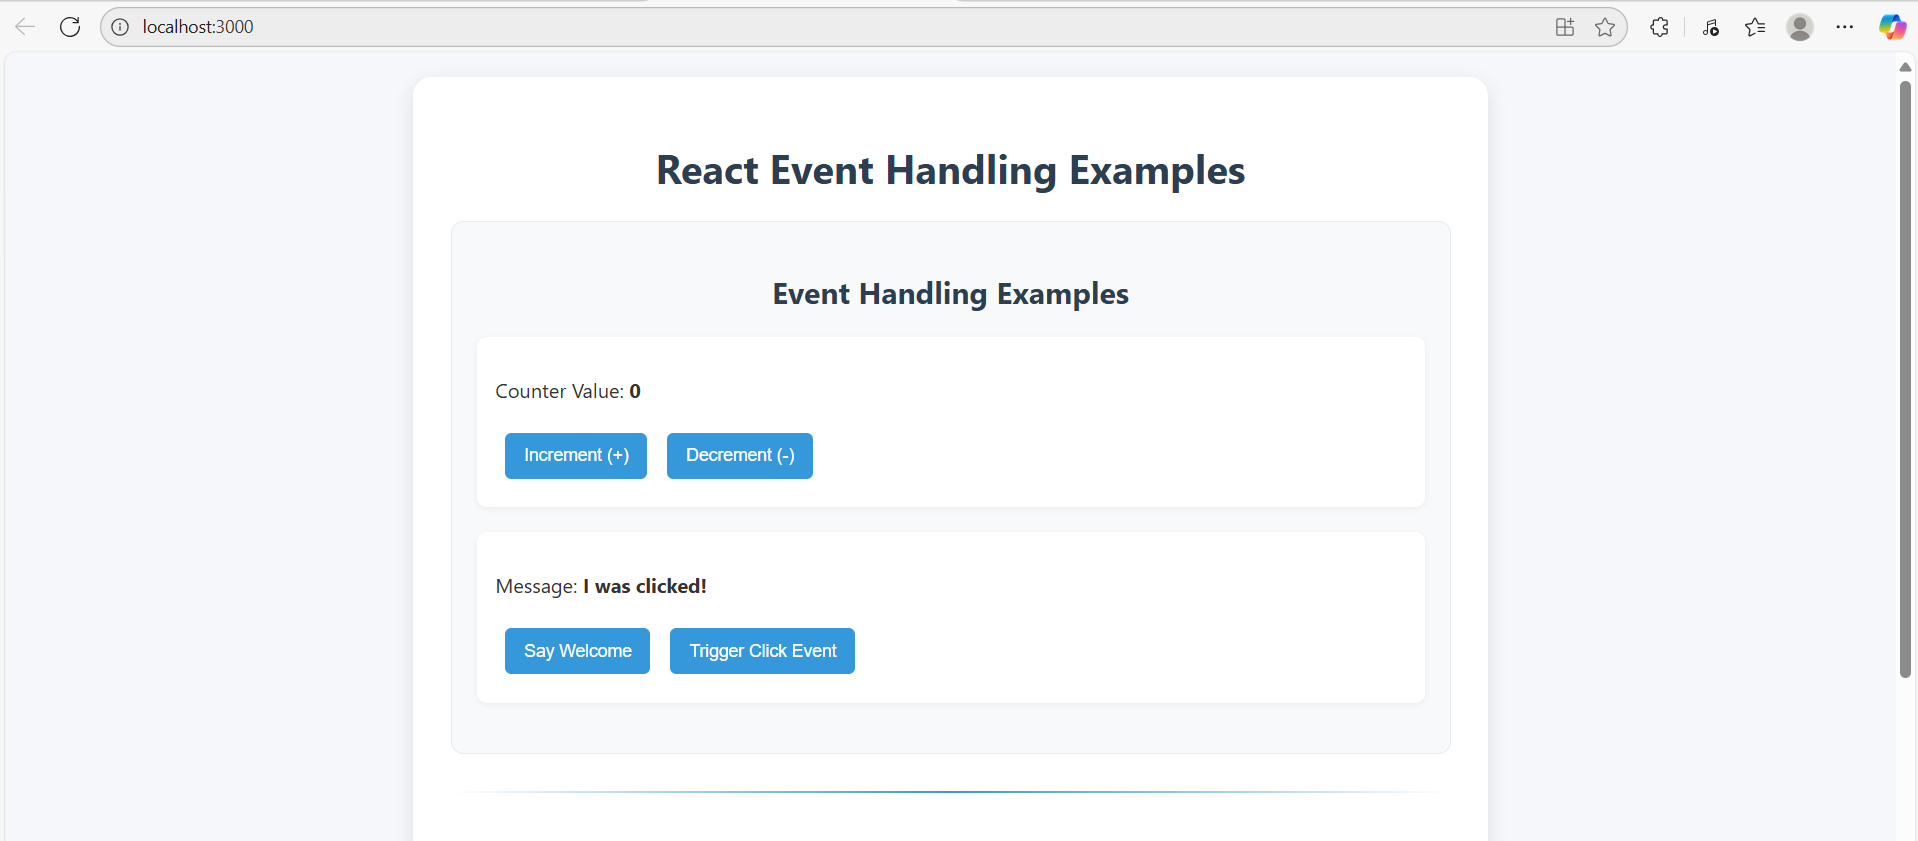 localhost:3000
React Event Handling Examples
Event Handling Examples
Counter Value: 0
Increment (+) Decrement (-)
Message: I was clicked!
Say Welcome Trigger Click Event